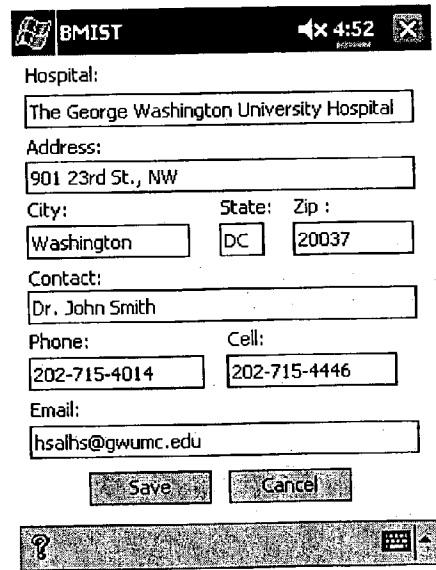 BMIST 4:52
Hospital:
The George Washington University Hospital
Address:
901 23rd St., NW
City: State: Zip :
Washington DC 20037
Contact:
Dr. John Smith
Phone: Cell:
202-715-4014 202-715-4446
Email:
hsalhs@gwumc.edu
Save Cancel
?